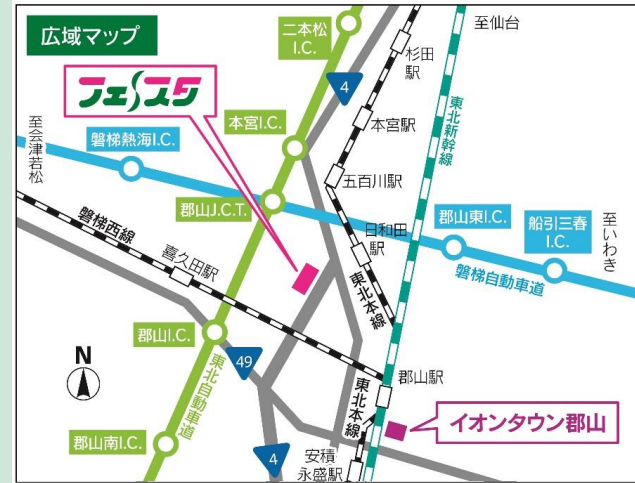 広域マップ
二本松
I.C.
至仙台
杉田
駅
フェスタ
4
東北新幹線
本宮I.C.
本宮駅
至会津若松
磐梯熱海I.C.
五百川駅
郡山J.C.T.
日和田
駅
郡山東I.C.
船引三春
I.C.
至いわき
磐梯西線
喜久田駅
磐梯自動車道
東北本線
郡山I.C.
N
49
東北自動車道
郡山駅
東北本線
イオンタウン郡山
郡山南I.C.
4
安積
永盛駅